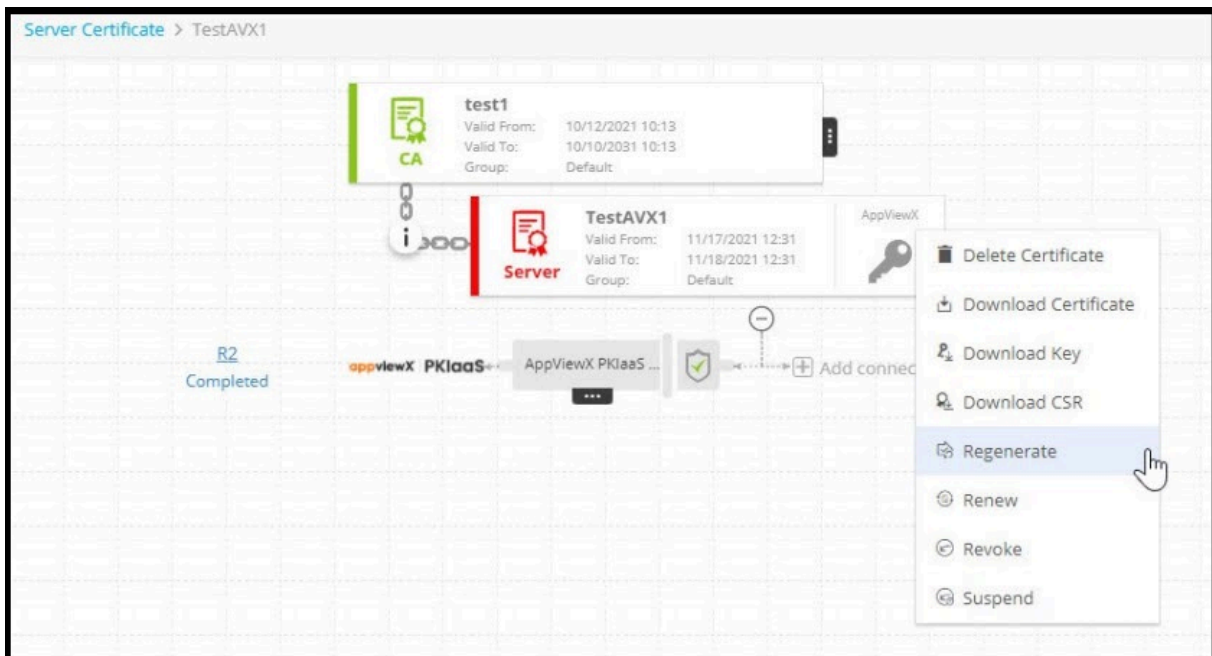 Server Certificate > TestAVX1
test1
Valid From: 10/12/2021 10:13
Valid To: 10/10/2031 10:13
Group: Default
CA
TestAVX1
Valid From: 11/17/2021 12:31
Valid To: 11/18/2021 12:31
Group: Default
Server
AppViewX
i
Delete Certificate
Download Certificate
Download Key
Download CSR
Regenerate
Renew
Revoke
Suspend
R2
Completed
appviewX PKIaaS
AppViewX PKIaaS ...
Add connec